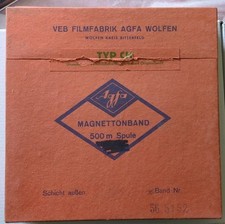 VEB FILMFABRIK AGFA WOLFEN
WOLFEN KREIS BITTERFELD
TYP
Agfa
MAGNETTONBAND
500 m Spule
Schicht außen
Band Nr.